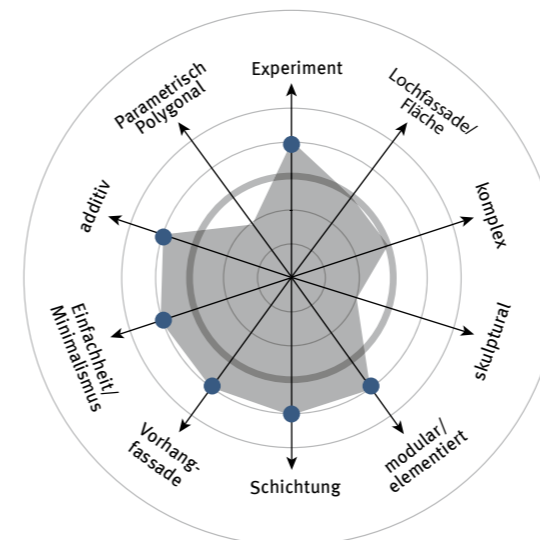 Experiment
Lochfassade/
Fläche
komplex
skulptural
modular/
elementiert
Schichtung
Vorhang-
fassade
Einfachheit/
Minimalismus
additiv
Parametrisch
Polygonal